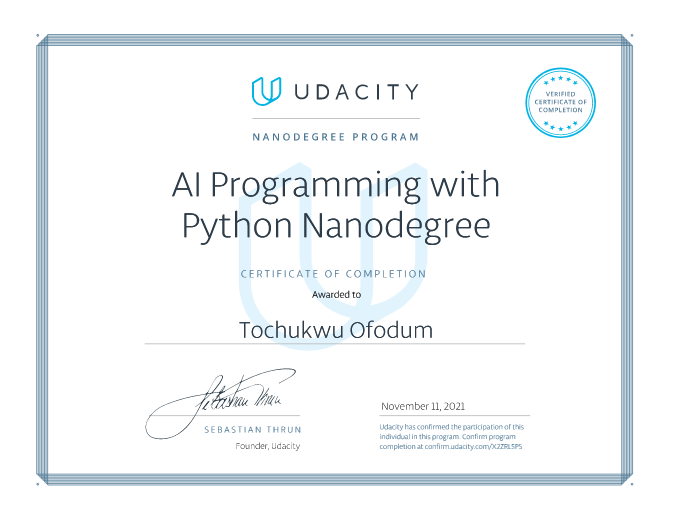 UDACITY
VERIFIED
CERTIFICATE OF
COMPLETION
NANODEGREE PROGRAM
AI Programming with
Python Nanodegree
CERTIFICATE OF COMPLETION
Awarded to
Tochukwu Ofodum
Sebastian Thrun
SEBASTIAN THRUN
Founder, Udacity
November 11, 2021
Udacity has confirmed the participation of this
individual in this program. Confirm program
completion at confirm.udacity.com/X2ZRLSPS